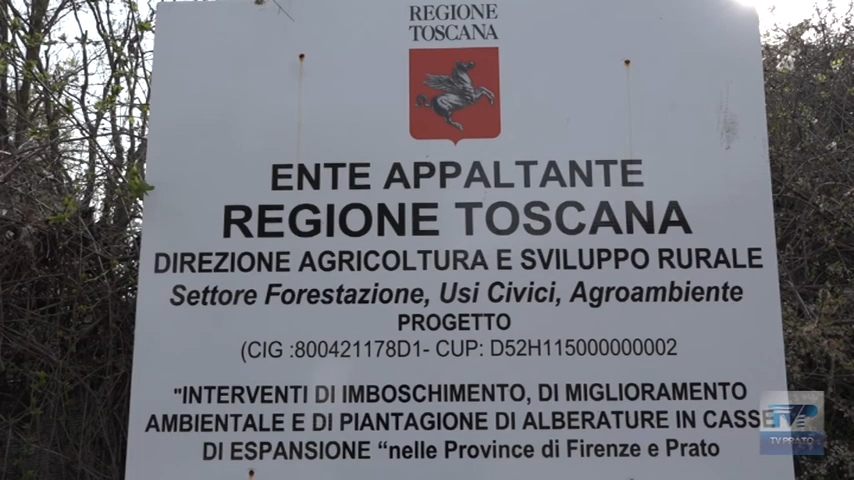 REGIONE
TOSCANA
ENTE APPALTANTE
REGIONE TOSCANA
DIREZIONE AGRICOLTURA E SVILUPPO RURALE
Settore Forestazione, Usi Civici, Agroambiente
PROGETTO
(CIG :800421178D1- CUP: D52H115000000002
"INTERVENTI DI IMBOSCHIMENTO, DI MIGLIORAMENTO
AMBIENTALE E DI PIANTAGIONE DI ALBERATURE IN CASSE
DI ESPANSIONE “nelle Province di Firenze e Prato
TV PRATO